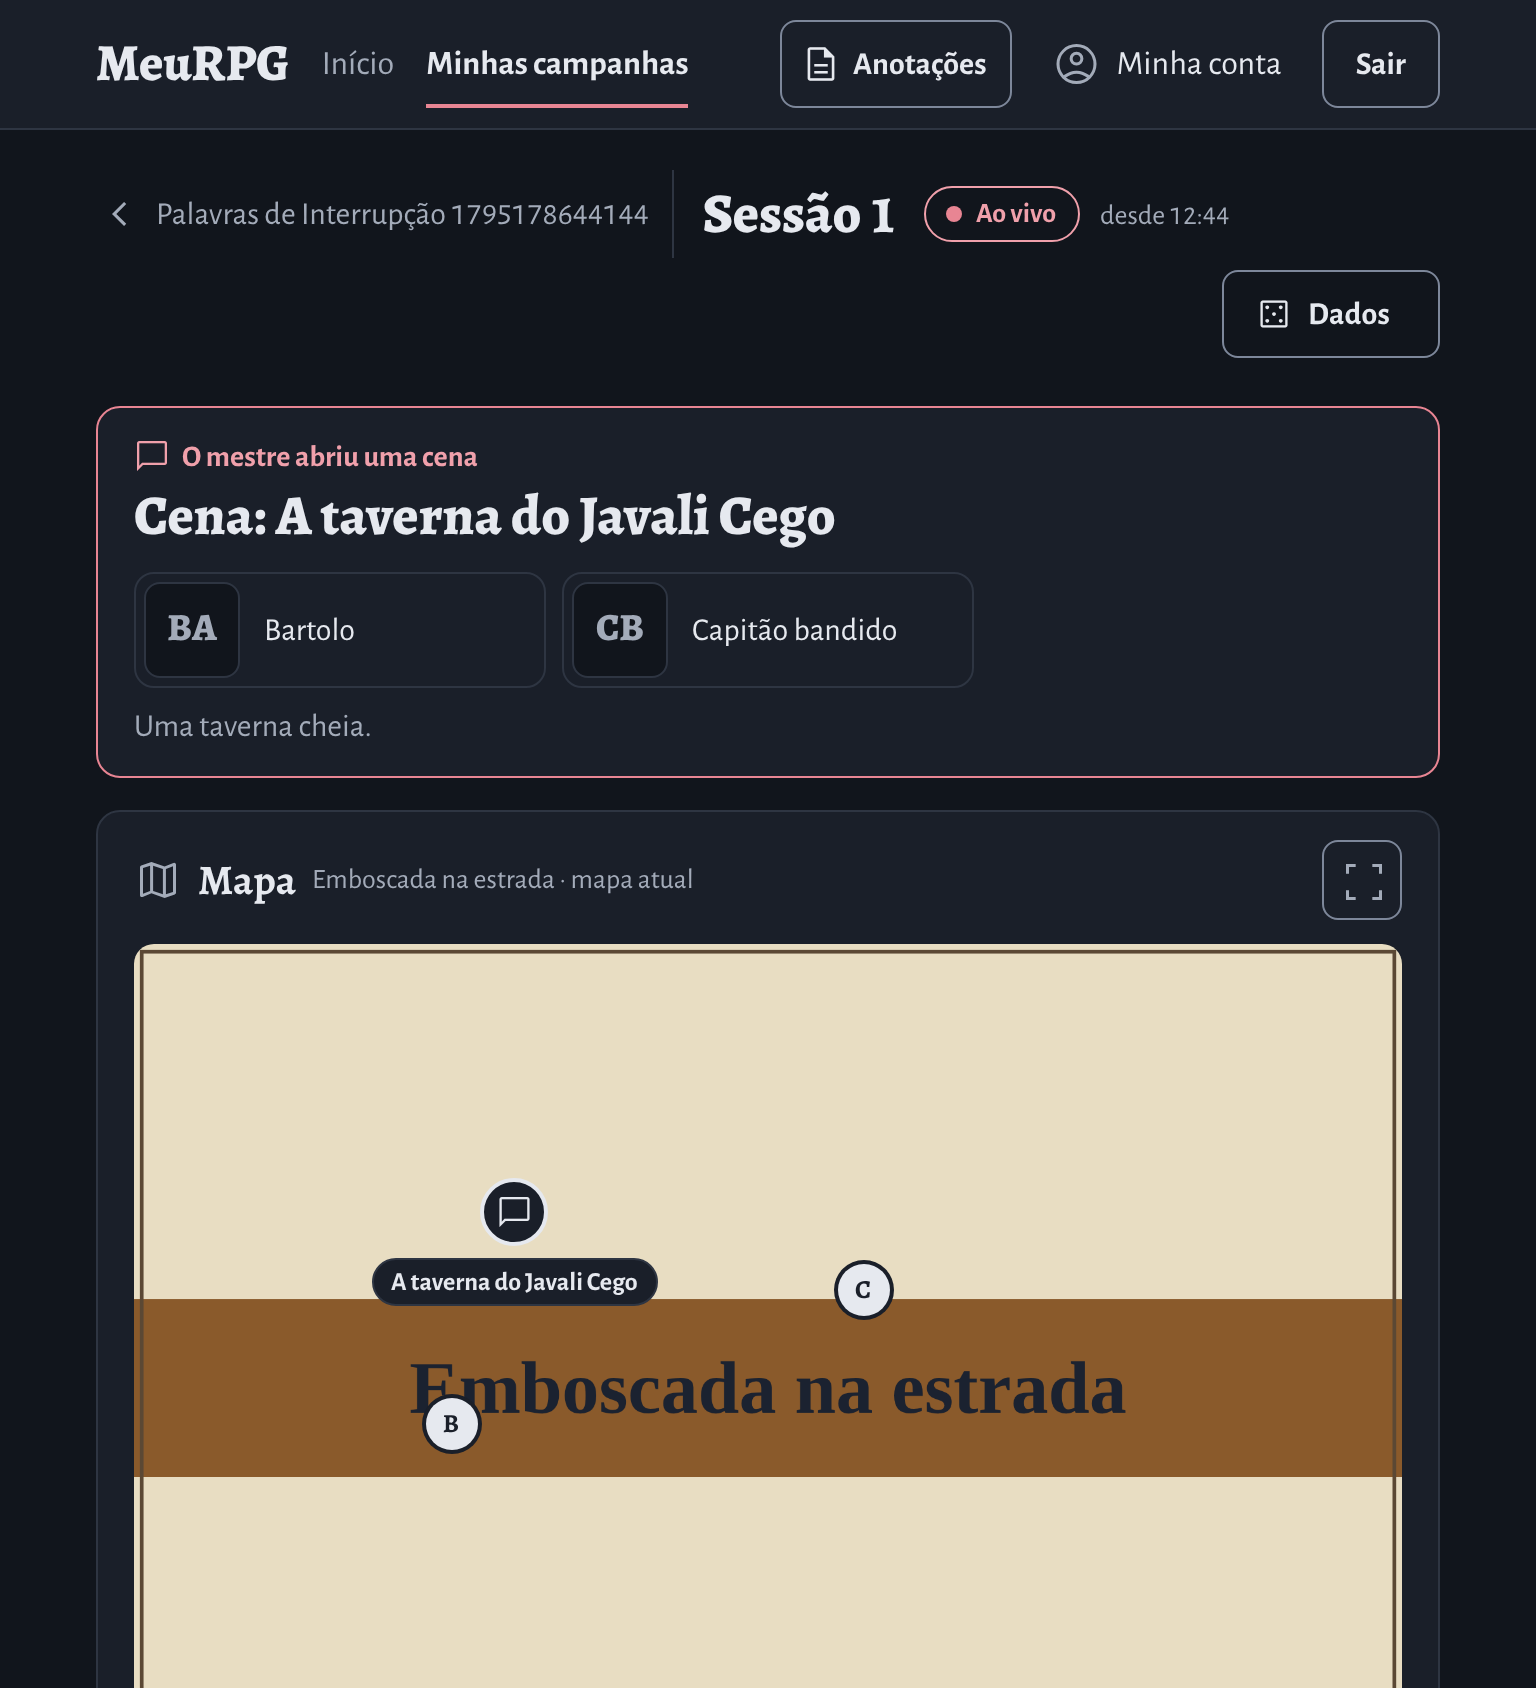 MeuRPG Início Minhas campanhas Anotações Minha conta Sair
Palavras de Interrupção 1795178644144 Sessão 1 Ao vivo desde 12:44
Dados
O mestre abriu uma cena
Cena: A taverna do Javali Cego
BA Bartolo CB Capitão bandido
Uma taverna cheia.
Mapa Emboscada na estrada · mapa atual
A taverna do Javali Cego
C
Emboscada na estrada
B